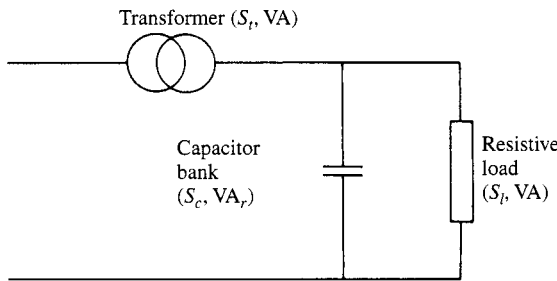 Transformer (S_t, VA)
Capacitor
bank
(S_c, VA_r)
Resistive
load
(S_l, VA)